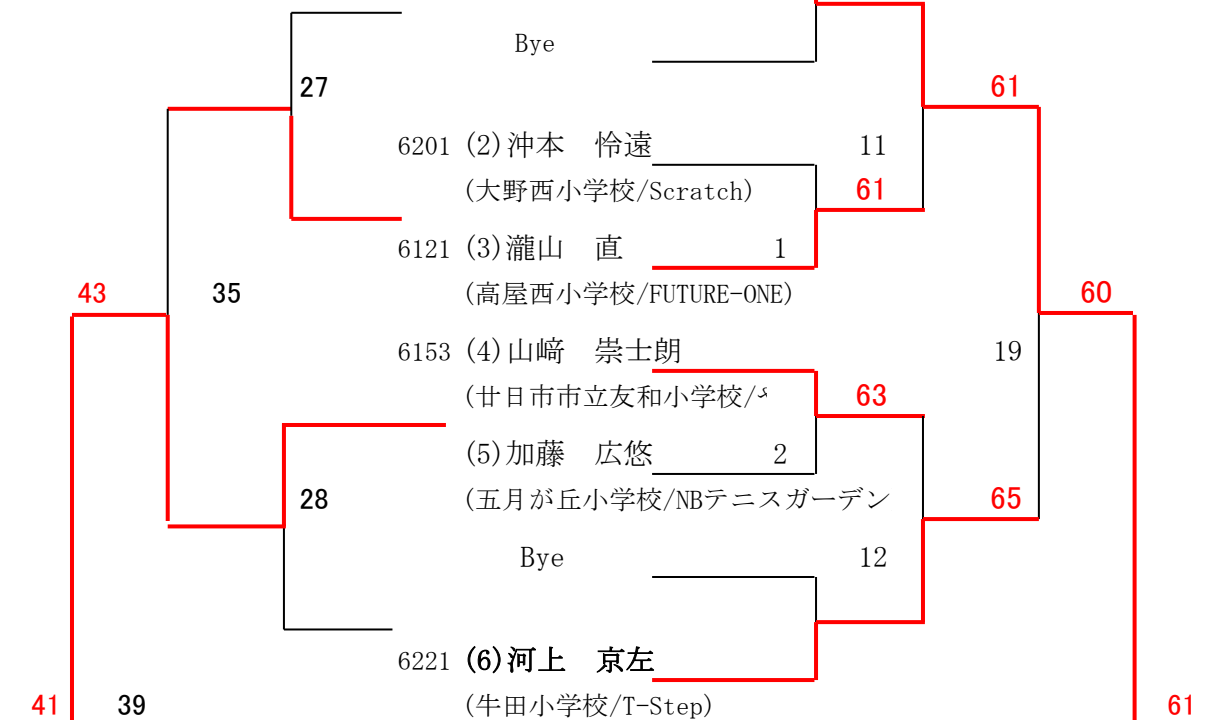 Bye
27
61
6201 (2)沖本　怜遠
11
(大野西小学校/Scratch)
61
6121 (3)瀧山　直
1
43
35
(高屋西小学校/FUTURE-ONE)
60
6153 (4)山﨑　崇士朗
19
(廿日市市立友和小学校/
63
(5)加藤　広悠
2
28
(五月が丘小学校/NBテニスガーデン
65
Bye
12
6221 (6)河上　京左
41
39
(牛田小学校/T-Step)
61